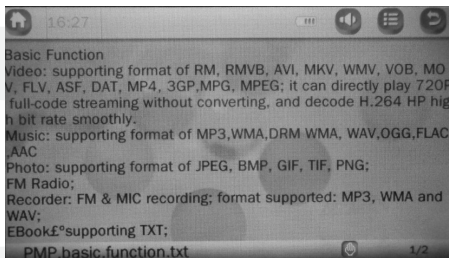 16:27
Basic Function
Video: supporting format of RM, RMVB, AVI, MKV, WMV, VOB, MO
V, FLV, ASF, DAT, MP4, 3GP,MPG, MPEG; it can directly play 720P
full-code streaming without converting, and decode H.264 HP hig
h bit rate smoothly.
Music: supporting format of MP3,WMA,DRM WMA, WAV,OGG,FLAC
,AAC
Photo: supporting format of JPEG, BMP, GIF, TIF, PNG;
FM Radio;
Recorder: FM & MIC recording; format supported: MP3, WMA and
WAV;
EBook£ºsupporting TXT;
PMP.basic.function.txt 1/2